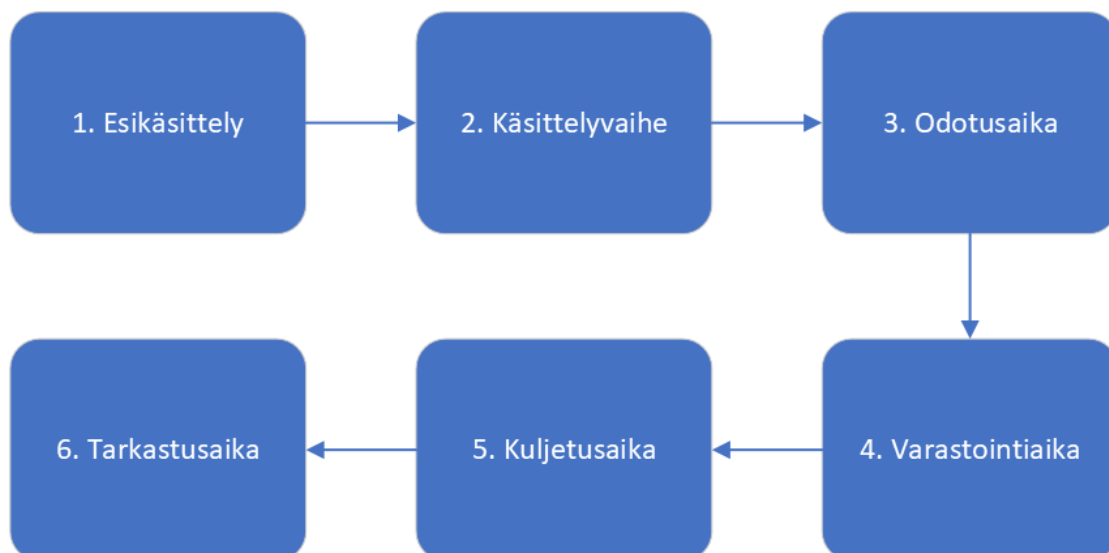 1. Esikäsittely
2. Käsittelyvaihe
3. Odotusaika
4. Varastointiaika
5. Kuljetusaika
6. Tarkastusaika